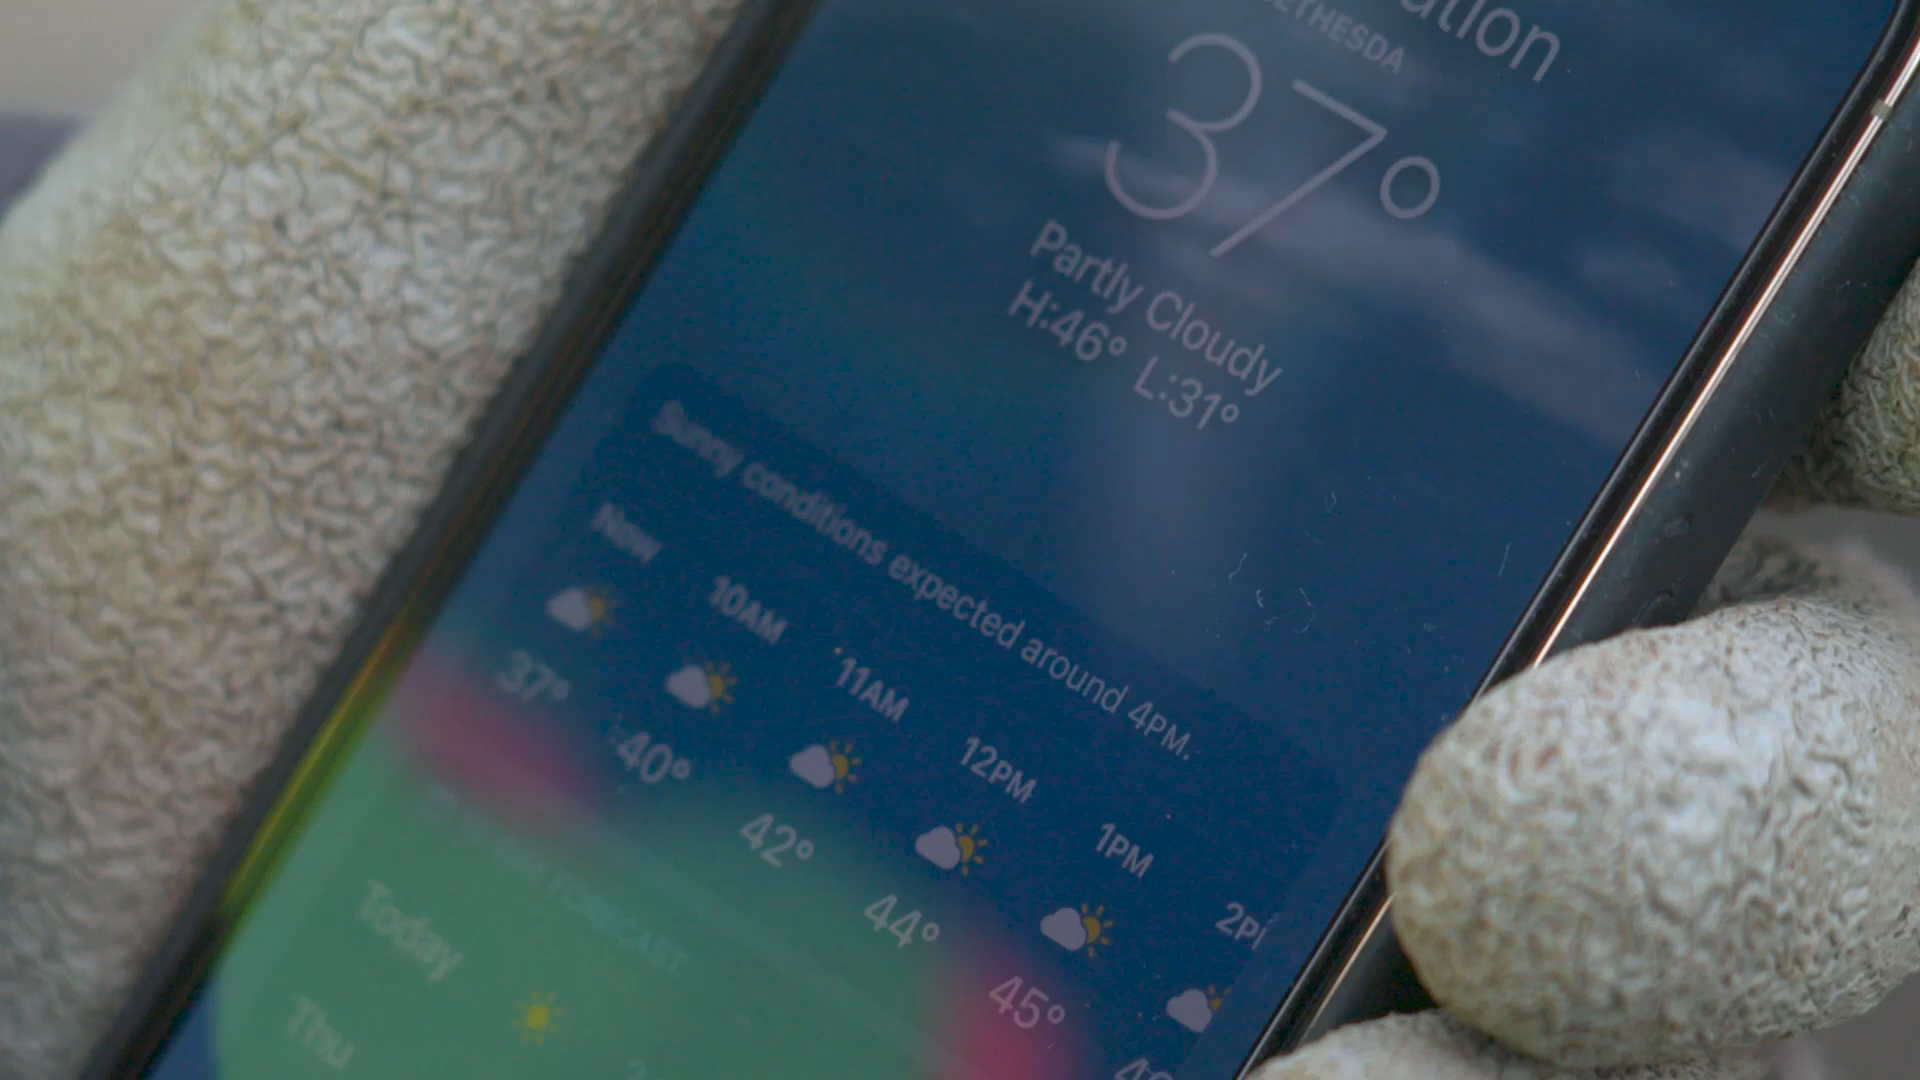 37°
Partly Cloudy
H:46° L:31°
Sunny conditions expected around 4PM.
Now 10AM 11AM 12PM 1PM
37° 40° 42° 44° 45°
FORECAST
Today
Thu